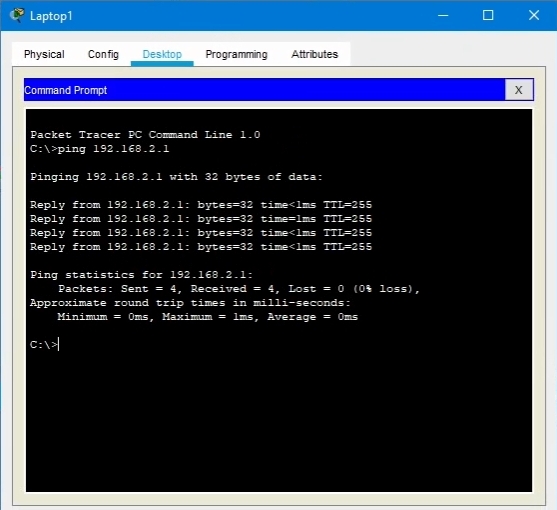 Laptop1
Physical Config Desktop Programming Attributes
Command Prompt X
Packet Tracer PC Command Line 1.0
C:\>ping 192.168.2.1
Pinging 192.168.2.1 with 32 bytes of data:
Reply from 192.168.2.1: bytes=32 time<1ms TTL=255
Reply from 192.168.2.1: bytes=32 time=1ms TTL=255
Reply from 192.168.2.1: bytes=32 time<1ms TTL=255
Reply from 192.168.2.1: bytes=32 time<1ms TTL=255
Ping statistics for 192.168.2.1:
Packets: Sent = 4, Received = 4, Lost = 0 (0% loss),
Approximate round trip times in milli-seconds:
Minimum = 0ms, Maximum = 1ms, Average = 0ms
C:\>